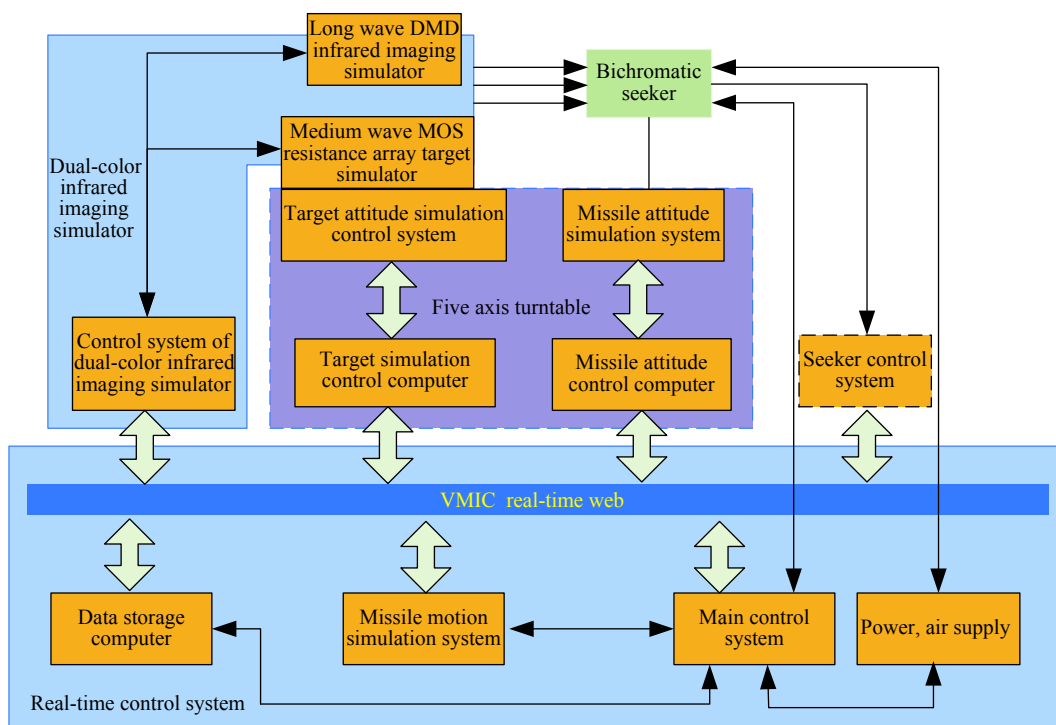 Long wave DMD
infrared imaging
simulator
Bichromatic
seeker
Medium wave MOS
resistance array target
simulator
Dual-color
infrared
imaging
simulator
Target attitude simulation
control system
Missile attitude
simulation system
Five axis turntable
Control system of
dual-color infrared
imaging simulator
Target simulation
control computer
Missile attitude
control computer
Seeker control
system
VMIC real-time web
Data storage
computer
Missile motion
simulation system
Main control
system
Power, air supply
Real-time control system